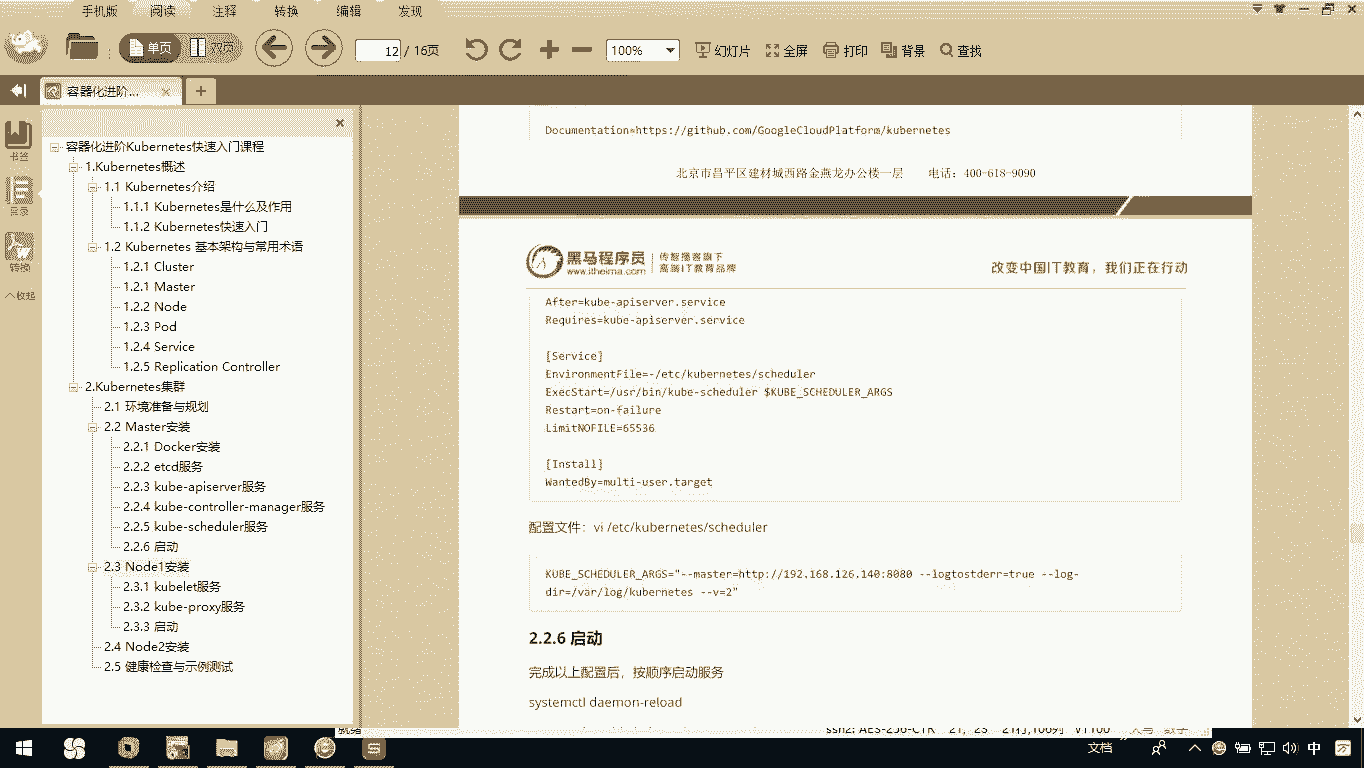 手机版 阅读 注释 转换 编辑 发现
单页 双页 12 / 16页 100% 幻灯片 全屏 打印 背景 查找
容器化进阶...
书签
目录
转换
收起
容器化进阶Kubernetes快速入门课程
1.Kubernetes概述
1.1 Kubernetes介绍
1.1.1 Kubernetes是什么及作用
1.1.2 Kubernetes快速入门
1.2 Kubernetes 基本架构与常用术语
1.2.1 Cluster
1.2.1 Master
1.2.2 Node
1.2.3 Pod
1.2.4 Service
1.2.5 Replication Controller
2.Kubernetes集群
2.1 环境准备与规划
2.2 Master安装
2.2.1 Docker安装
2.2.2 etcd服务
2.2.3 kube-apiserver服务
2.2.4 kube-controller-manager服务
2.2.5 kube-scheduler服务
2.2.6 启动
2.3 Node1安装
2.3.1 kubelet服务
2.3.2 kube-proxy服务
2.3.3 启动
2.4 Node2安装
2.5 健康检查与示例测试
Documentation=https://github.com/GoogleCloudPlatform/kubernetes
北京市昌平区建材城西路金燕龙办公楼一层 电话：400-618-9090
黑马程序员
www.itheima.com
传智播客旗下
高端IT教育品牌
改变中国IT教育，我们正在行动
After=kube-apiserver.service
Requires=kube-apiserver.service
[Service]
EnvironmentFile=-/etc/kubernetes/scheduler
ExecStart=/usr/bin/kube-scheduler $KUBE_SCHEDULER_ARGS
Restart=on-failure
LimitNOFILE=65536
[Install]
WantedBy=multi-user.target
配置文件：vi /etc/kubernetes/scheduler
KUBE_SCHEDULER_ARGS="--master=http://192.168.126.140:8080 --logtostderr=true --log-
dir=/var/log/kubernetes --v=2"
2.2.6 启动
完成以上配置后，按顺序启动服务
systemctl daemon-reload
文档 中